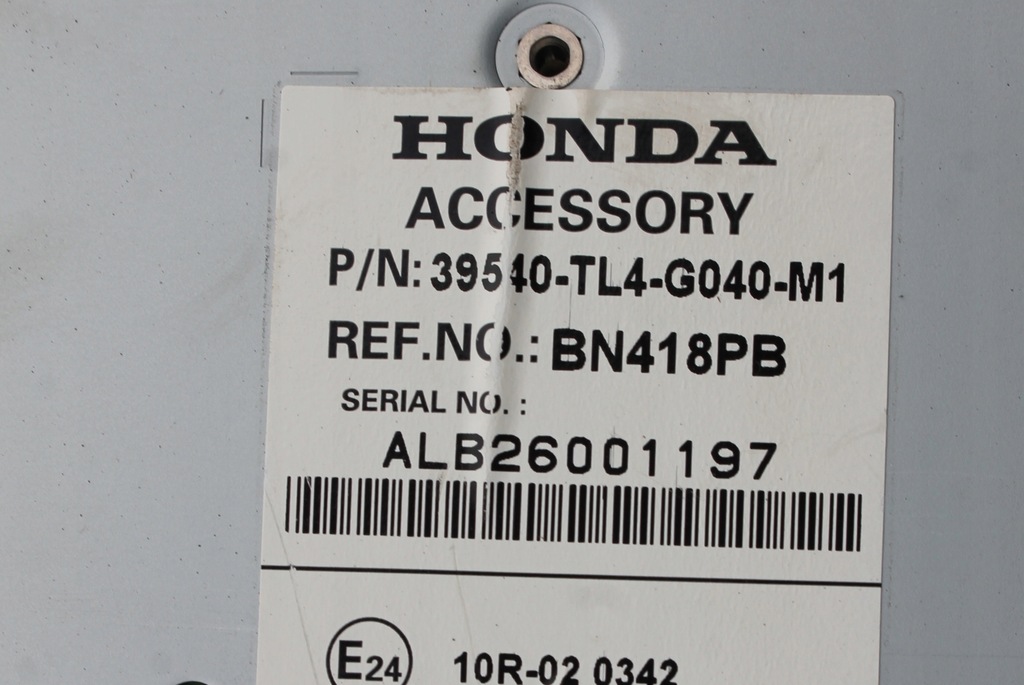 HONDA
ACCESSORY
P/N: 39540-TL4-G040-M1
REF.NO.: BN418PB
SERIAL NO. :
ALB26001197
E24 10R-02 0342